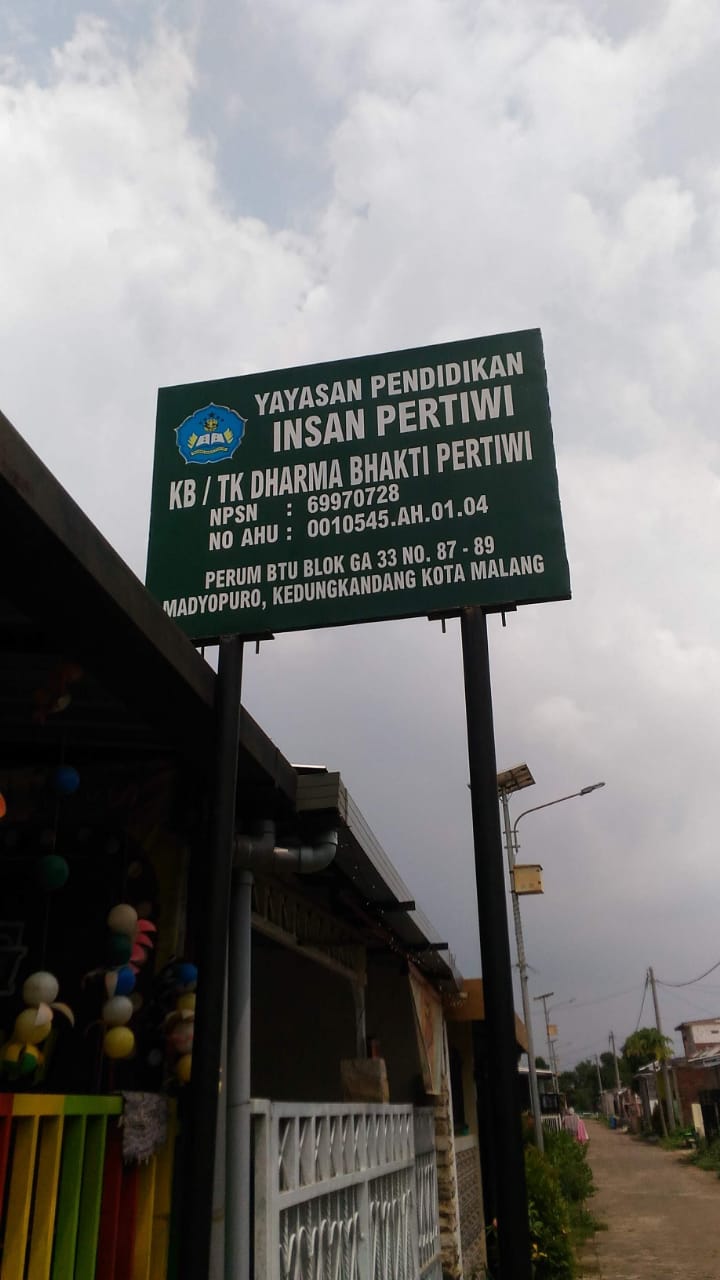 YAYASAN PENDIDIKAN
INSAN PERTIWI
KB / TK DHARMA BHAKTI PERTIWI
NPSN : 69970728
NO AHU : 0010545.AH.01.04
PERUM BTU BLOK GA 33 NO. 87 - 89
MADYOPURO, KEDUNGKANDANG KOTA MALANG